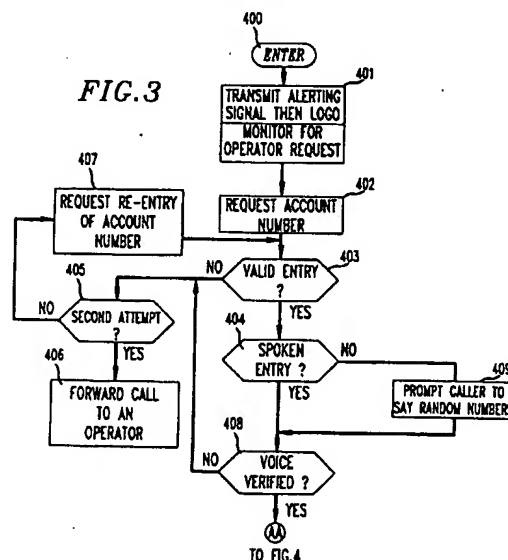 400
ENTER
FIG.3
401
TRANSMIT ALERTING
SIGNAL THEN LOGO
MONITOR FOR
OPERATOR REQUEST
407
REQUEST RE-ENTRY
OF ACCOUNT
NUMBER
402
REQUEST ACCOUNT
NUMBER
403
VALID ENTRY
?
NO
YES
405
SECOND ATTEMPT
?
NO
YES
404
SPOKEN
ENTRY ?
NO
YES
406
FORWARD CALL
TO AN
OPERATOR
409
PROMPT CALLER TO
SAY RANDOM NUMBER
408
VOICE
VERIFIED ?
NO
YES
AA
TO FIG.4